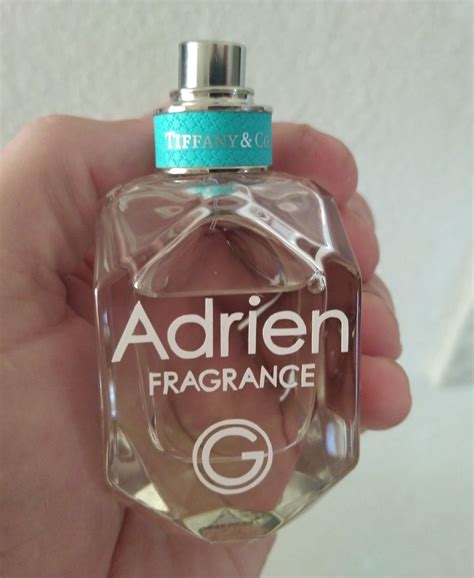 TIFFANY & Co.
Adrien
FRAGRANCE
G